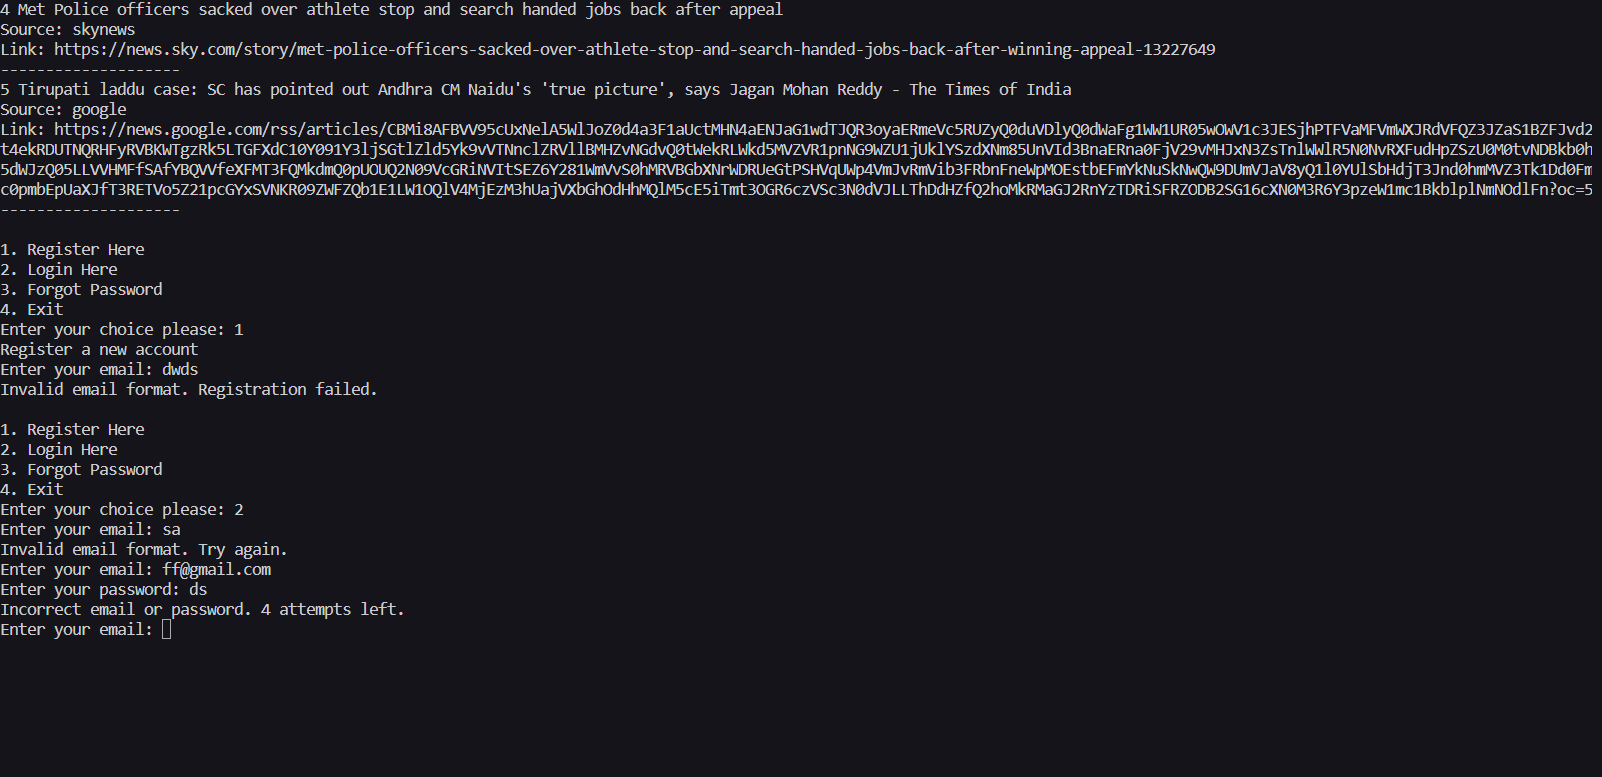 4 Met Police officers sacked over athlete stop and search handed jobs back after appeal
Source: skynews
Link: https://news.sky.com/story/met-police-officers-sacked-over-athlete-stop-and-search-handed-jobs-back-after-winning-appeal-13227649
--------------------
5 Tirupati laddu case: SC has pointed out Andhra CM Naidu's 'true picture', says Jagan Mohan Reddy - The Times of India
Source: google
Link: https://news.google.com/rss/articles/
--------------------
1. Register Here
2. Login Here
3. Forgot Password
4. Exit
Enter your choice please: 1
Register a new account
Enter your email: dwds
Invalid email format. Registration failed.
1. Register Here
2. Login Here
3. Forgot Password
4. Exit
Enter your choice please: 2
Enter your email: sa
Invalid email format. Try again.
Enter your email: ff@gmail.com
Enter your password: ds
Incorrect email or password. 4 attempts left.
Enter your email: